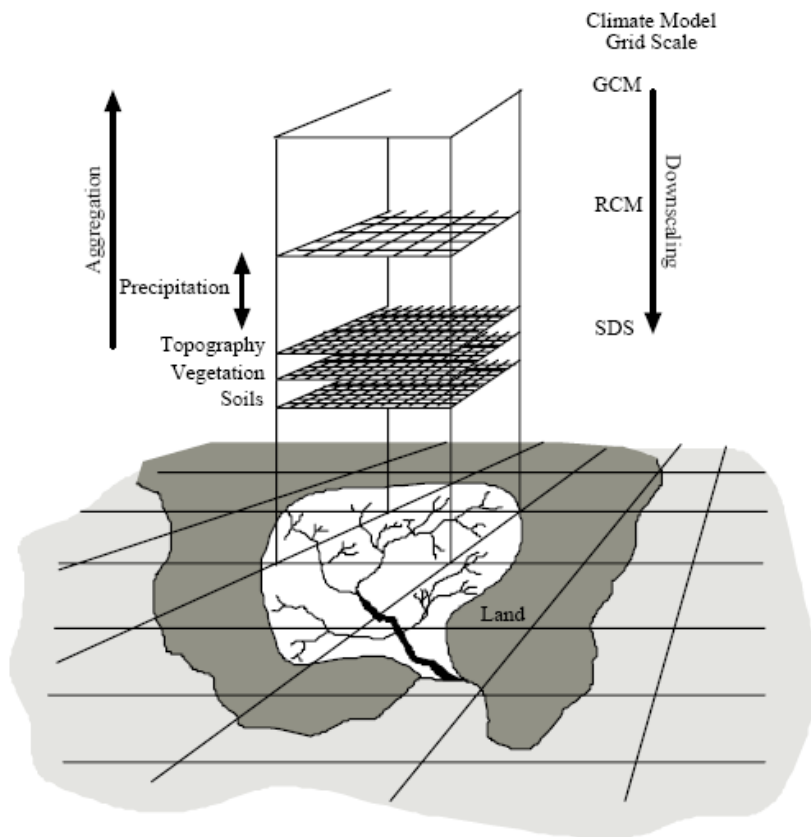 Climate Model
Grid Scale
GCM
Aggregation
Downscaling
RCM
Precipitation
SDS
Topography
Vegetation
Soils
Land